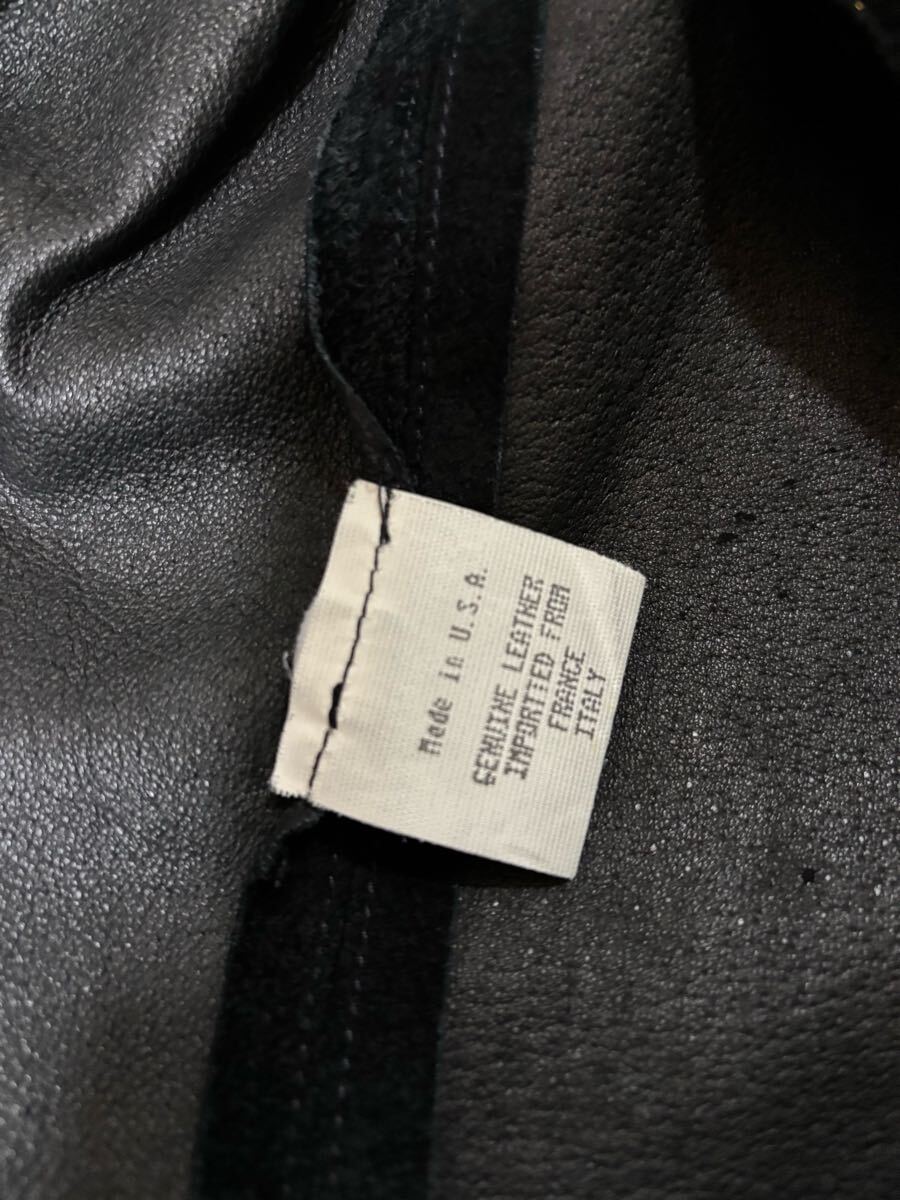 Made in U.S.A.
GENUINE LEATHER
IMPORTED FROM
FRANCE
ITALY